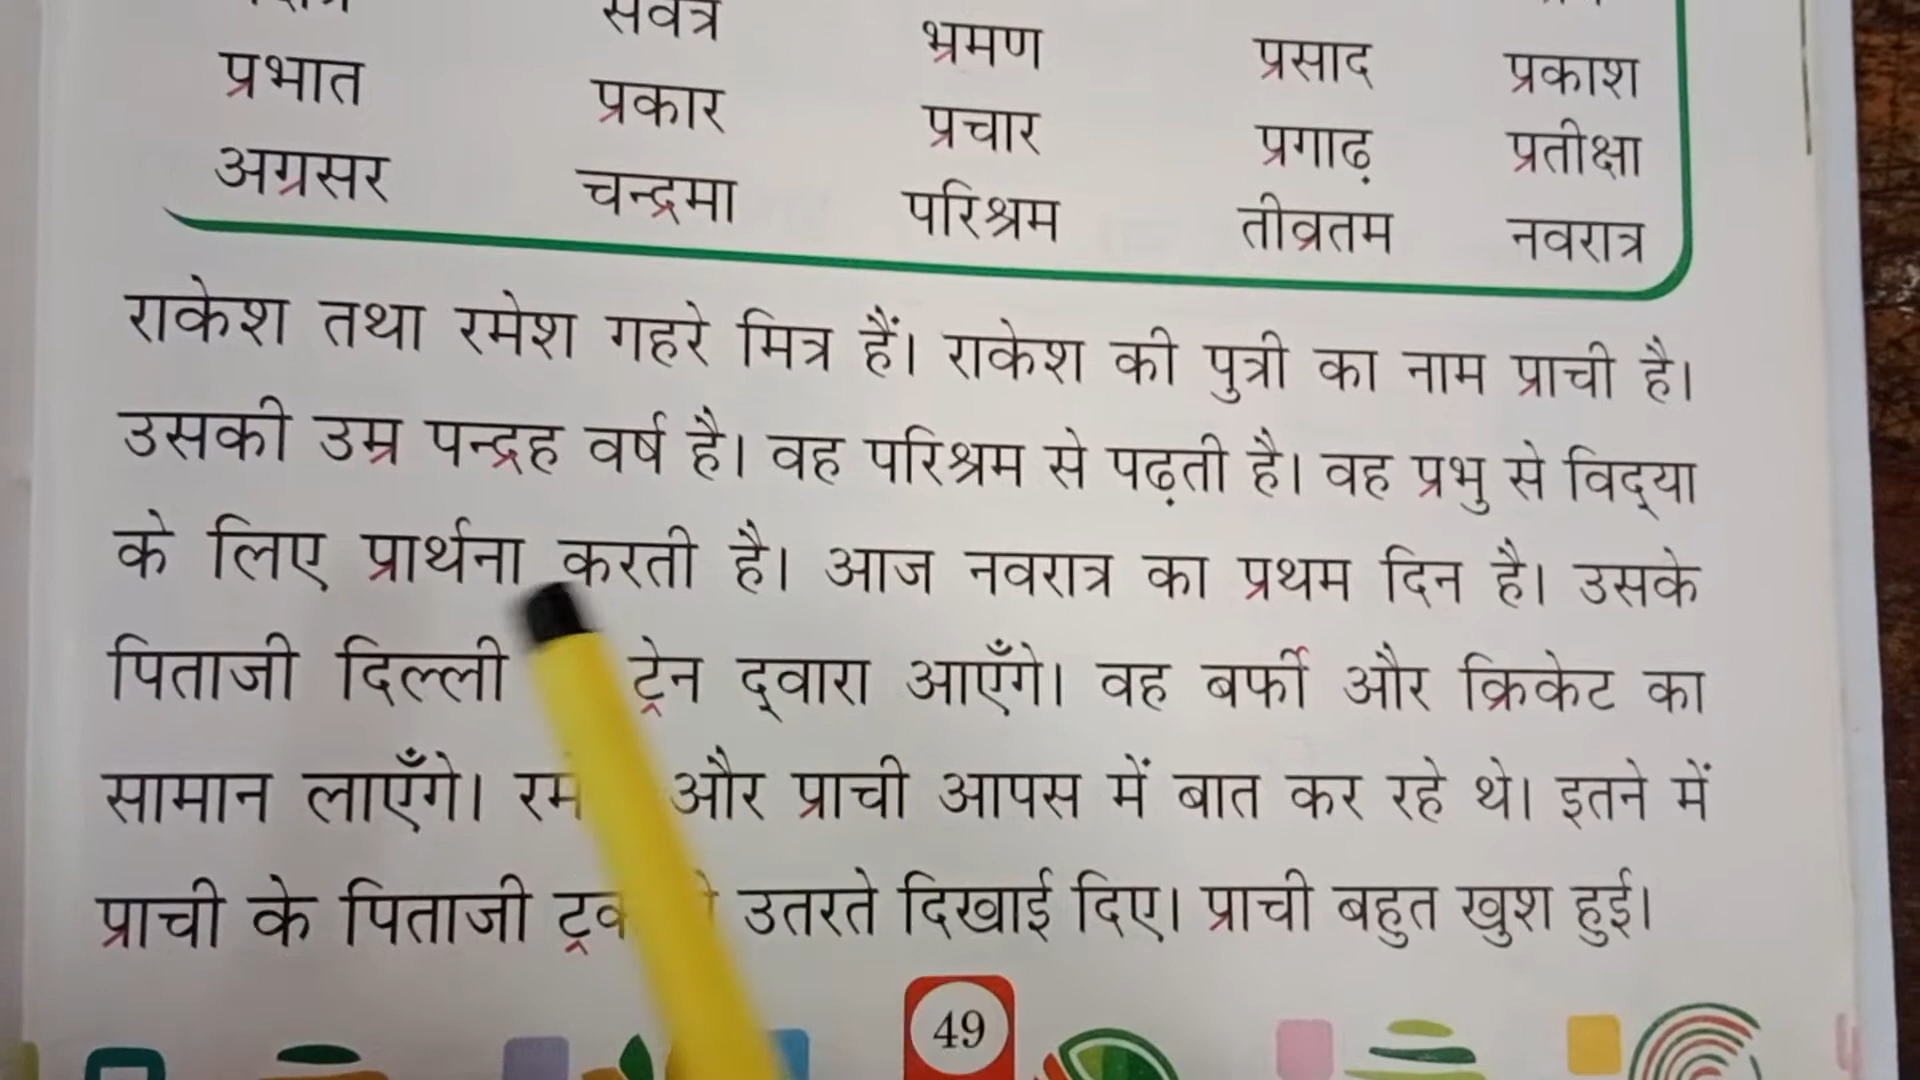 सर्वत्र
भ्रमण प्रसाद प्रकाश
प्रभात प्रकार प्रचार प्रगाढ़ प्रतीक्षा
अग्रसर चन्द्रमा परिश्रम तीव्रतम नवरात्र
राकेश तथा रमेश गहरे मित्र हैं। राकेश की पुत्री का नाम प्राची है।
उसकी उम्र पन्द्रह वर्ष है। वह परिश्रम से पढ़ती है। वह प्रभु से विद्‌या
के लिए प्रार्थना करती है। आज नवरात्र का प्रथम दिन है। उसके
पिताजी दिल्ली ट्रेन द्‌वारा आएँगे। वह बर्फी और क्रिकेट का
सामान लाएँगे। और प्राची आपस में बात कर रहे थे। इतने में
प्राची के पिताजी उतरते दिखाई दिए। प्राची बहुत खुश हुई।
49